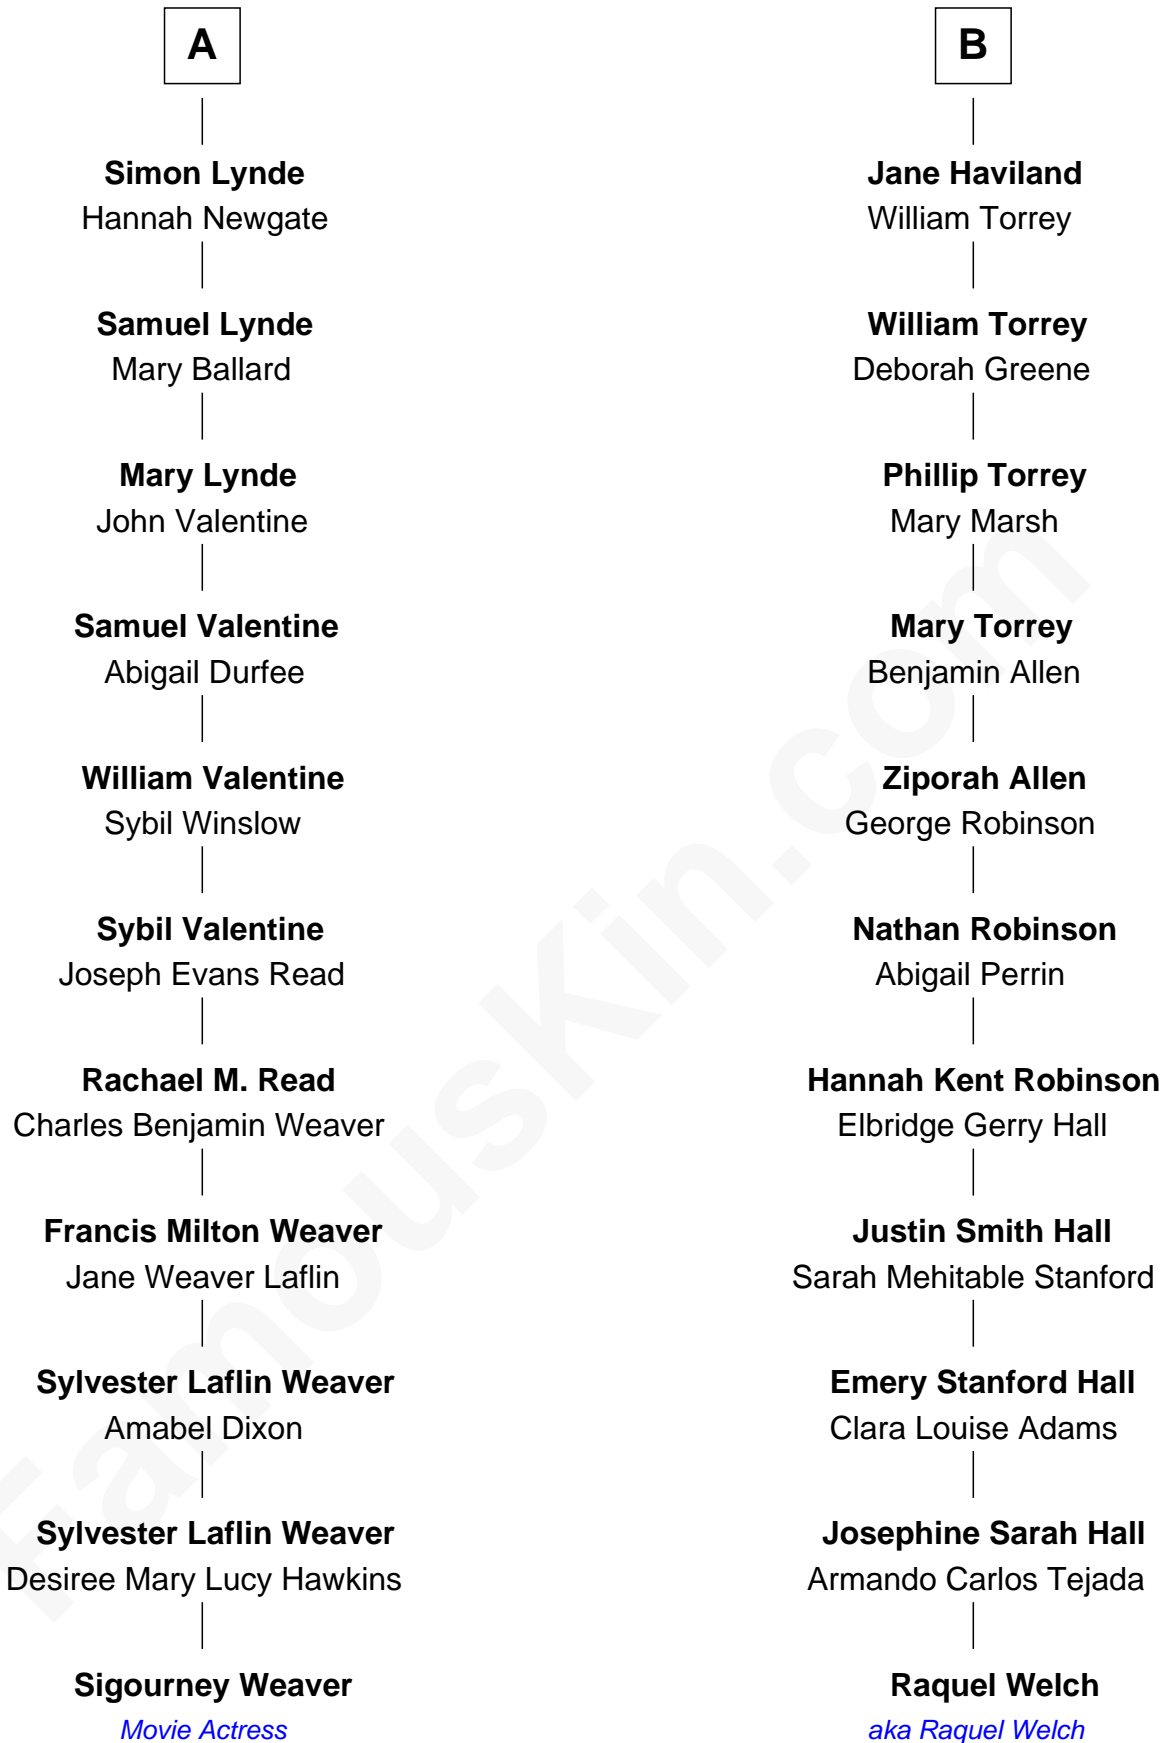 A
Simon Lynde
Hannah Newgate
Samuel Lynde
Mary Ballard
Mary Lynde
John Valentine
Samuel Valentine
Abigail Durfee
William Valentine
Sybil Winslow
Sybil Valentine
Joseph Evans Read
Rachael M. Read
Charles Benjamin Weaver
Francis Milton Weaver
Jane Weaver Laflin
Sylvester Laflin Weaver
Amabel Dixon
Sylvester Laflin Weaver
Desiree Mary Lucy Hawkins
Sigourney Weaver
Movie Actress
B
Jane Haviland
William Torrey
William Torrey
Deborah Greene
Phillip Torrey
Mary Marsh
Mary Torrey
Benjamin Allen
Ziporah Allen
George Robinson
Nathan Robinson
Abigail Perrin
Hannah Kent Robinson
Elbridge Gerry Hall
Justin Smith Hall
Sarah Mehitable Stanford
Emery Stanford Hall
Clara Louise Adams
Josephine Sarah Hall
Armando Carlos Tejada
Raquel Welch
aka Raquel Welch
FamousKin.com